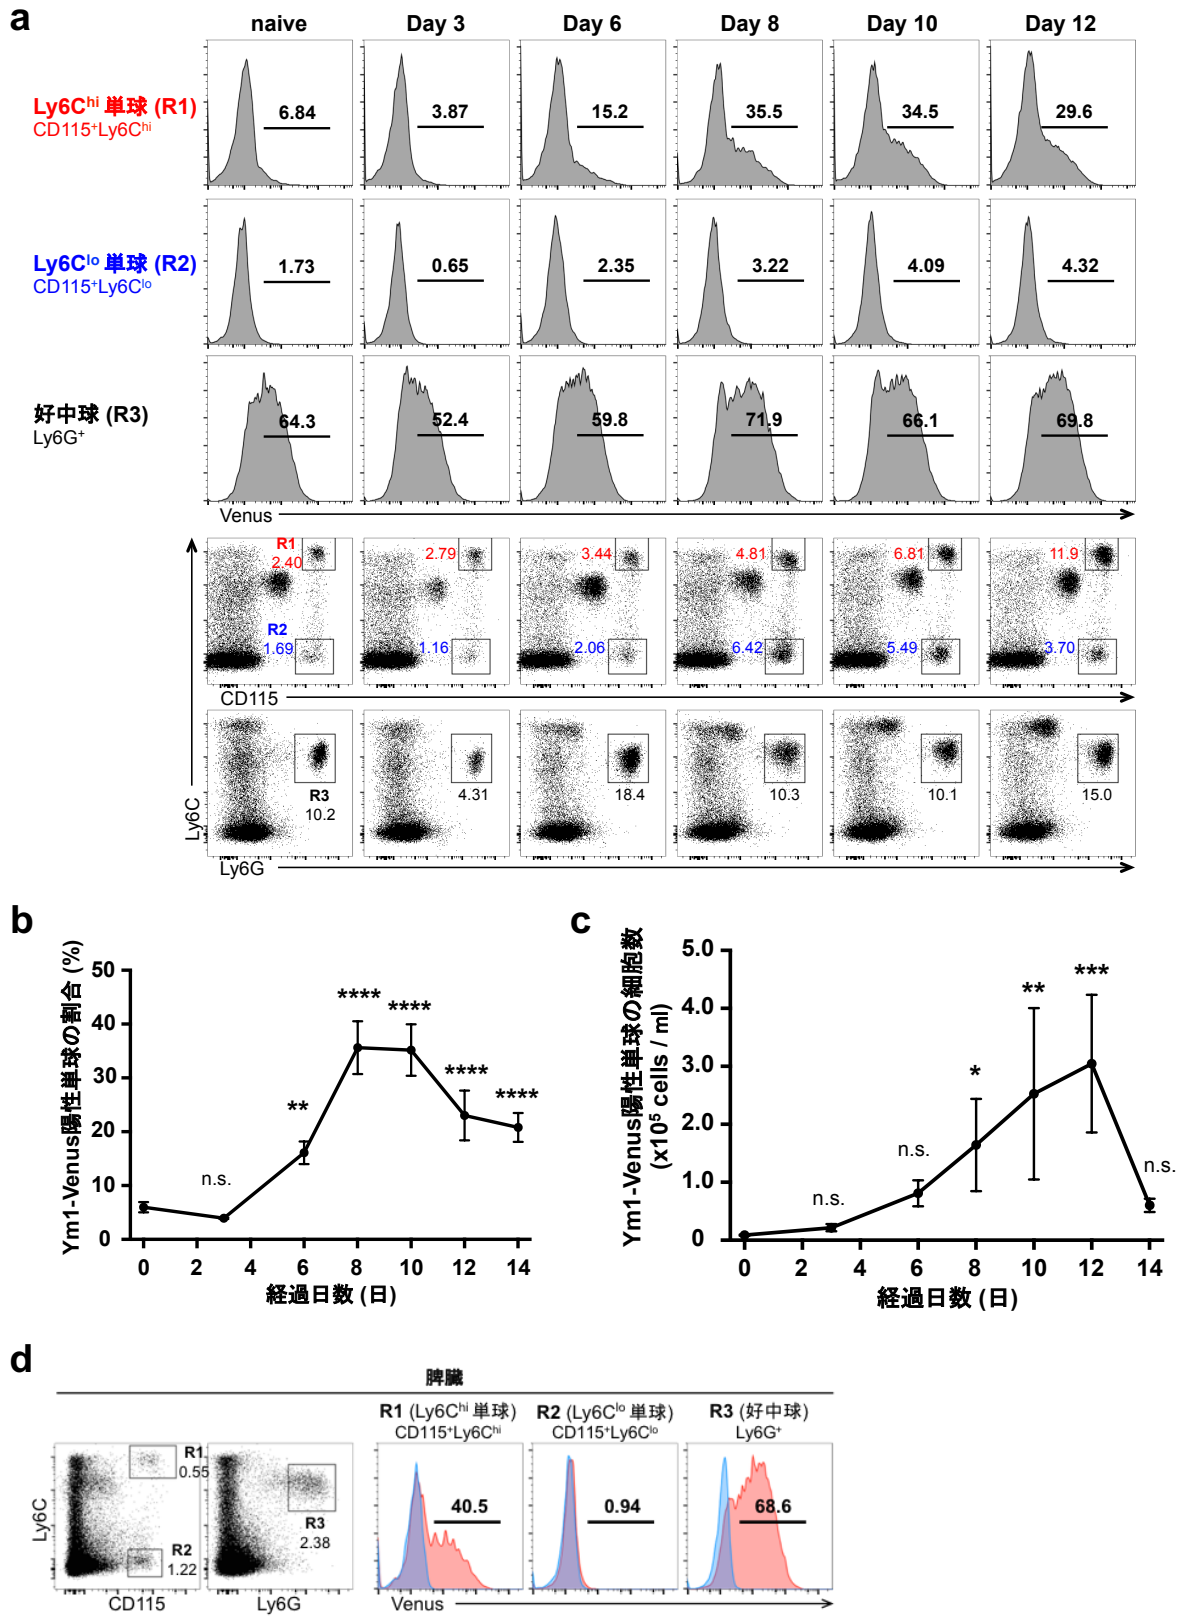 a
naive Day 3 Day 6 Day 8 Day 10 Day 12
Ly6Chi 単球 (R1)
CD115+Ly6Chi
6.84 3.87 15.2 35.5 34.5 29.6
Ly6Clo 単球 (R2)
CD115+Ly6Clo
1.73 0.65 2.35 3.22 4.09 4.32
好中球 (R3)
Ly6G+
64.3 52.4 59.8 71.9 66.1 69.8
Venus
R1
2.40 2.79 3.44 4.81 6.81 11.9
R2
1.69 1.16 2.06 6.42 5.49 3.70
CD115
R3
10.2 4.31 18.4 10.3 10.1 15.0
Ly6C
Ly6G
b
Ym1-Venus陽性単球の割合 (%)
50
40
30
20
10
0
n.s. ** **** **** **** ****
0 2 4 6 8 10 12 14
経過日数 (日)
c
Ym1-Venus陽性単球の細胞数
(x10⁵ cells / ml)
5.0
4.0
3.0
2.0
1.0
0
n.s. n.s. * ** *** n.s.
0 2 4 6 8 10 12 14
経過日数 (日)
d
脾臓
R1 (Ly6Chi 単球) R2 (Ly6Clo 単球) R3 (好中球)
CD115+Ly6Chi CD115+Ly6Clo Ly6G+
R1
0.55
R2
1.22
R3
2.38
40.5 0.94 68.6
Ly6C
CD115 Ly6G Venus